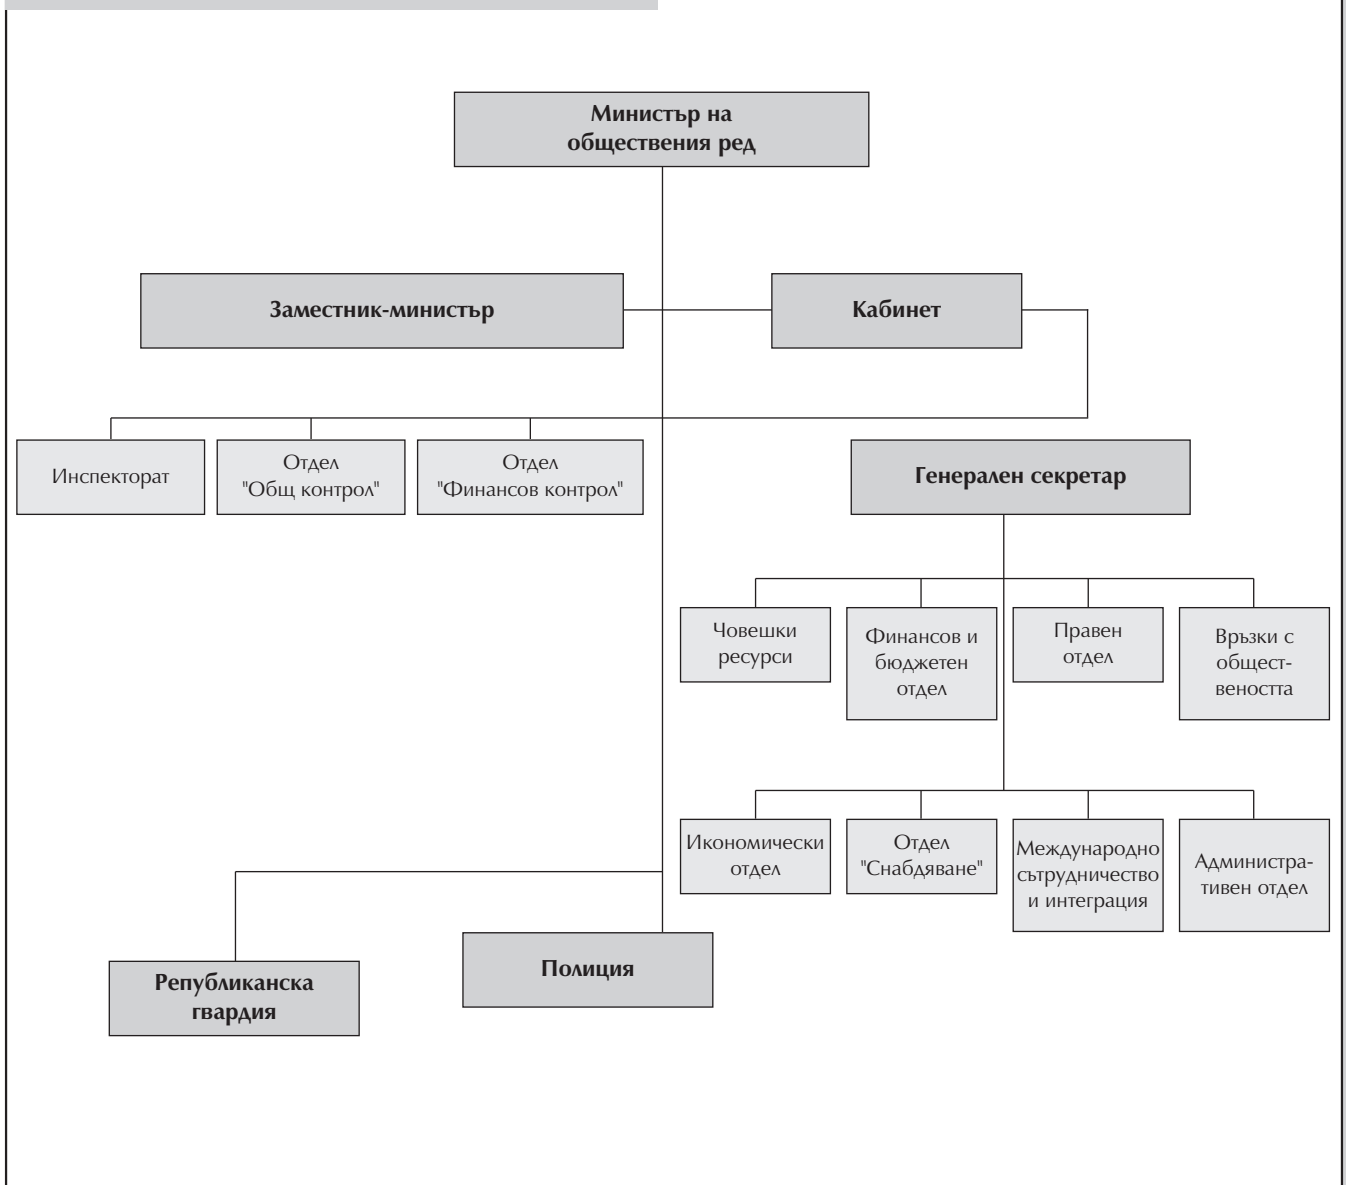 Министър на
обществения ред
Заместник-министър
Кабинет
Инспекторат
Отдел
"Общ контрол"
Отдел
"Финансов контрол"
Генерален секретар
Човешки
ресурси
Финансов и
бюджетен
отдел
Правен
отдел
Връзки с
общест-
веността
Икономически
отдел
Отдел
"Снабдяване"
Международно
сътрудничество
и интеграция
Администра-
тивен отдел
Републиканска
гвардия
Полиция